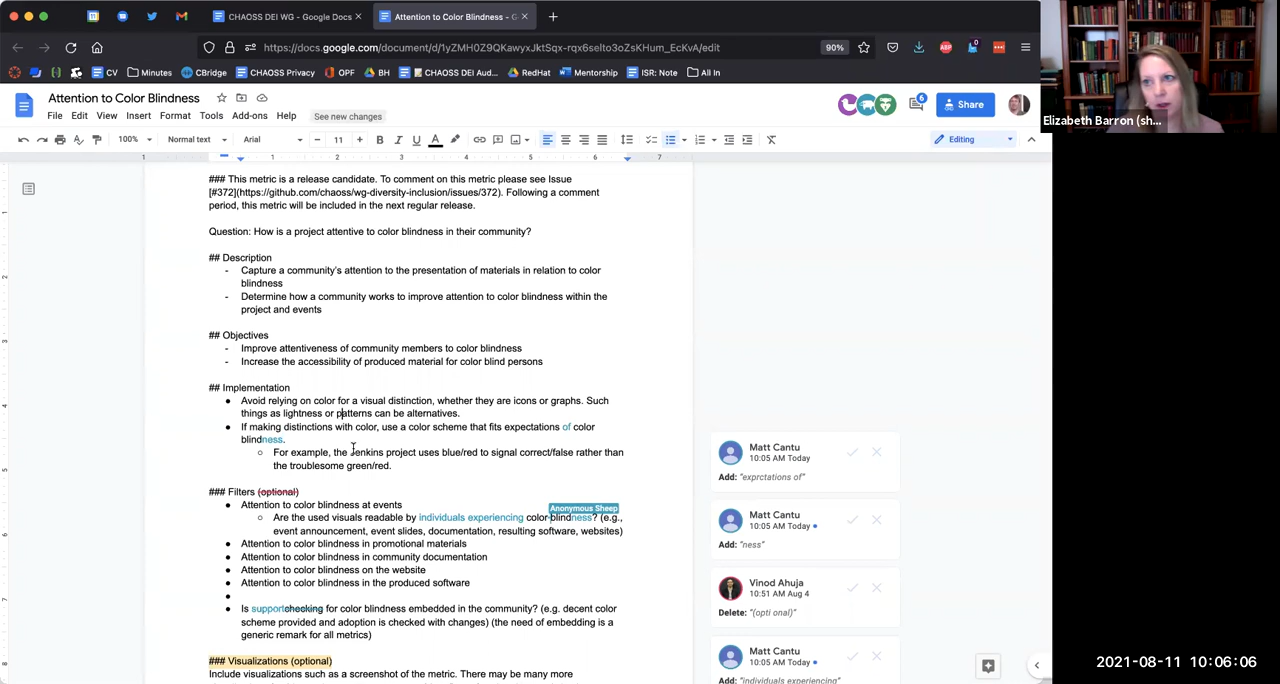 CHAOSS DEI WG - Google Docs
Attention to Color Blindness - G
https://docs.google.com/document/d/1yZMH0Z9QKawyxJktSqx-rqx6selto3oZsKHum_EcKvA/edit
90%
ABP
0
CV
Minutes
CBridge
CHAOSS Privacy
OPF
BH
CHAOSS DEI Aud...
RedHat
Mentorship
ISR: Note
All In
Elizabeth Barron (sh...
Attention to Color Blindness
File Edit View Insert Format Tools Add-ons Help
See new changes
6
Share
100% Normal text Arial 11
Editing
1 1 2 3 4 5 6 7
### This metric is a release candidate. To comment on this metric please see Issue
[#372](https://github.com/chaoss/wg-diversity-inclusion/issues/372). Following a comment
period, this metric will be included in the next regular release.
Question: How is a project attentive to color blindness in their community?
## Description
- Capture a community's attention to the presentation of materials in relation to color
blindness
- Determine how a community works to improve attention to color blindness within the
project and events
## Objectives
- Improve attentiveness of community members to color blindness
- Increase the accessibility of produced material for color blind persons
## Implementation
● Avoid relying on color for a visual distinction, whether they are icons or graphs. Such
things as lightness or patterns can be alternatives.
● If making distinctions with color, use a color scheme that fits expectations of color
blindness.
○ For example, the Jenkins project uses blue/red to signal correct/false rather than
the troublesome green/red.
### Filters (optional)
● Attention to color blindness at events
Anonymous Sheep
○ Are the used visuals readable by individuals experiencing color blindness? (e.g.,
event announcement, event slides, documentation, resulting software, websites)
● Attention to color blindness in promotional materials
● Attention to color blindness in community documentation
● Attention to color blindness on the website
● Attention to color blindness in the produced software
●
● Is supportchecking for color blindness embedded in the community? (e.g. decent color
scheme provided and adoption is checked with changes) (the need of embedding is a
generic remark for all metrics)
### Visualizations (optional)
Include visualizations such as a screenshot of the metric. There may be many more
Matt Cantu
10:05 AM Today
Add: "exprctations of"
Matt Cantu
10:05 AM Today
Add: "ness"
Vinod Ahuja
10:51 AM Aug 4
Delete: "(opti onal)"
Matt Cantu
10:05 AM Today
Add: "individuals experiencing"
2021-08-11 10:06:06